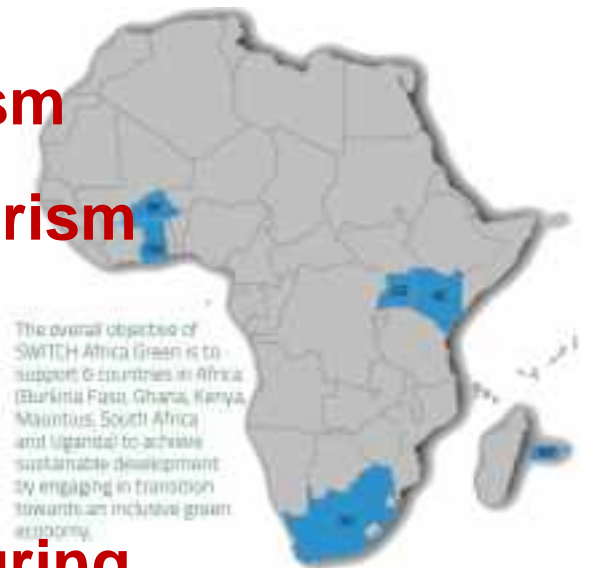 sm
rism
The overall objective of
SWITCH Africa Green is to
support 6 countries in Africa
(Burkina Faso, Ghana, Kenya,
Mauritius, South Africa
and Uganda) to achieve
sustainable development
by engaging in transition
towards an inclusive green
economy.
uring